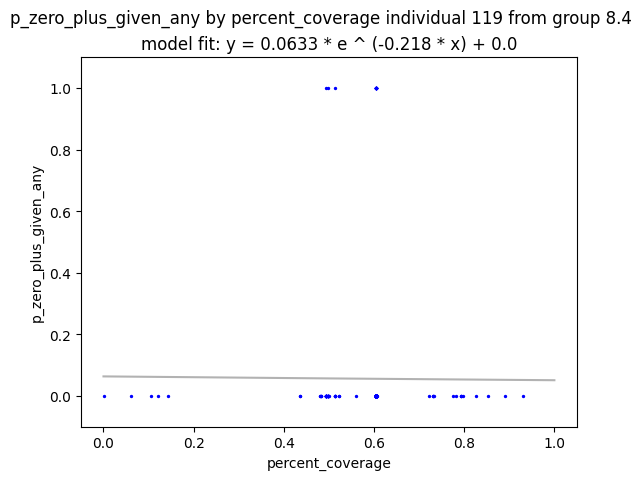 p_zero_plus_given_any by percent_coverage individual 119 from group 8.4
model fit: y = 0.0633 * e ^ (-0.218 * x) + 0.0
1.0
0.8
0.6
0.4
0.2
0.0
p_zero_plus_given_any
0.0 0.2 0.4 0.6 0.8 1.0
percent_coverage